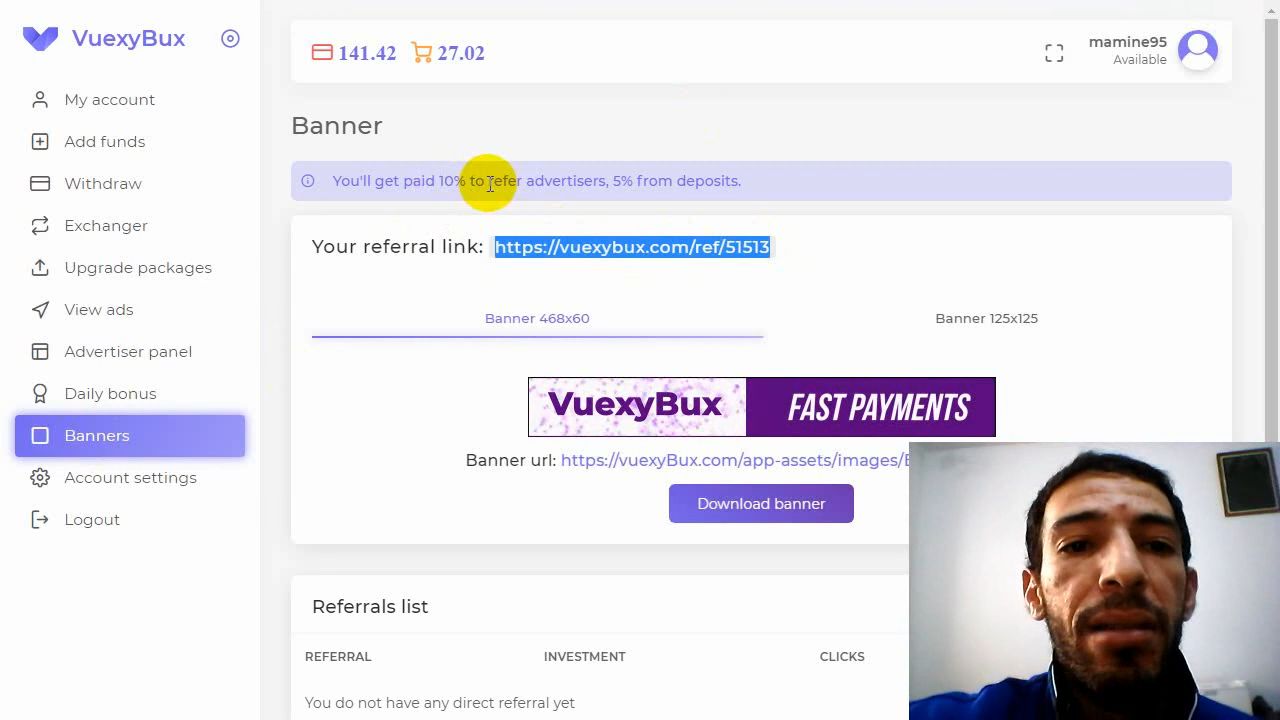 VuexyBux
My account
Add funds
Withdraw
Exchanger
Upgrade packages
View ads
Advertiser panel
Daily bonus
Banners
Account settings
Logout
141.42 27.02
mamine95
Available
Banner
You'll get paid 10% to refer advertisers, 5% from deposits.
Your referral link: https://vuexybux.com/ref/51513
Banner 468x60 Banner 125x125
VuexyBux FAST PAYMENTS
Banner url: https://vuexyBux.com/app-assets/images/
Download banner
Referrals list
REFERRAL INVESTMENT CLICKS
You do not have any direct referral yet